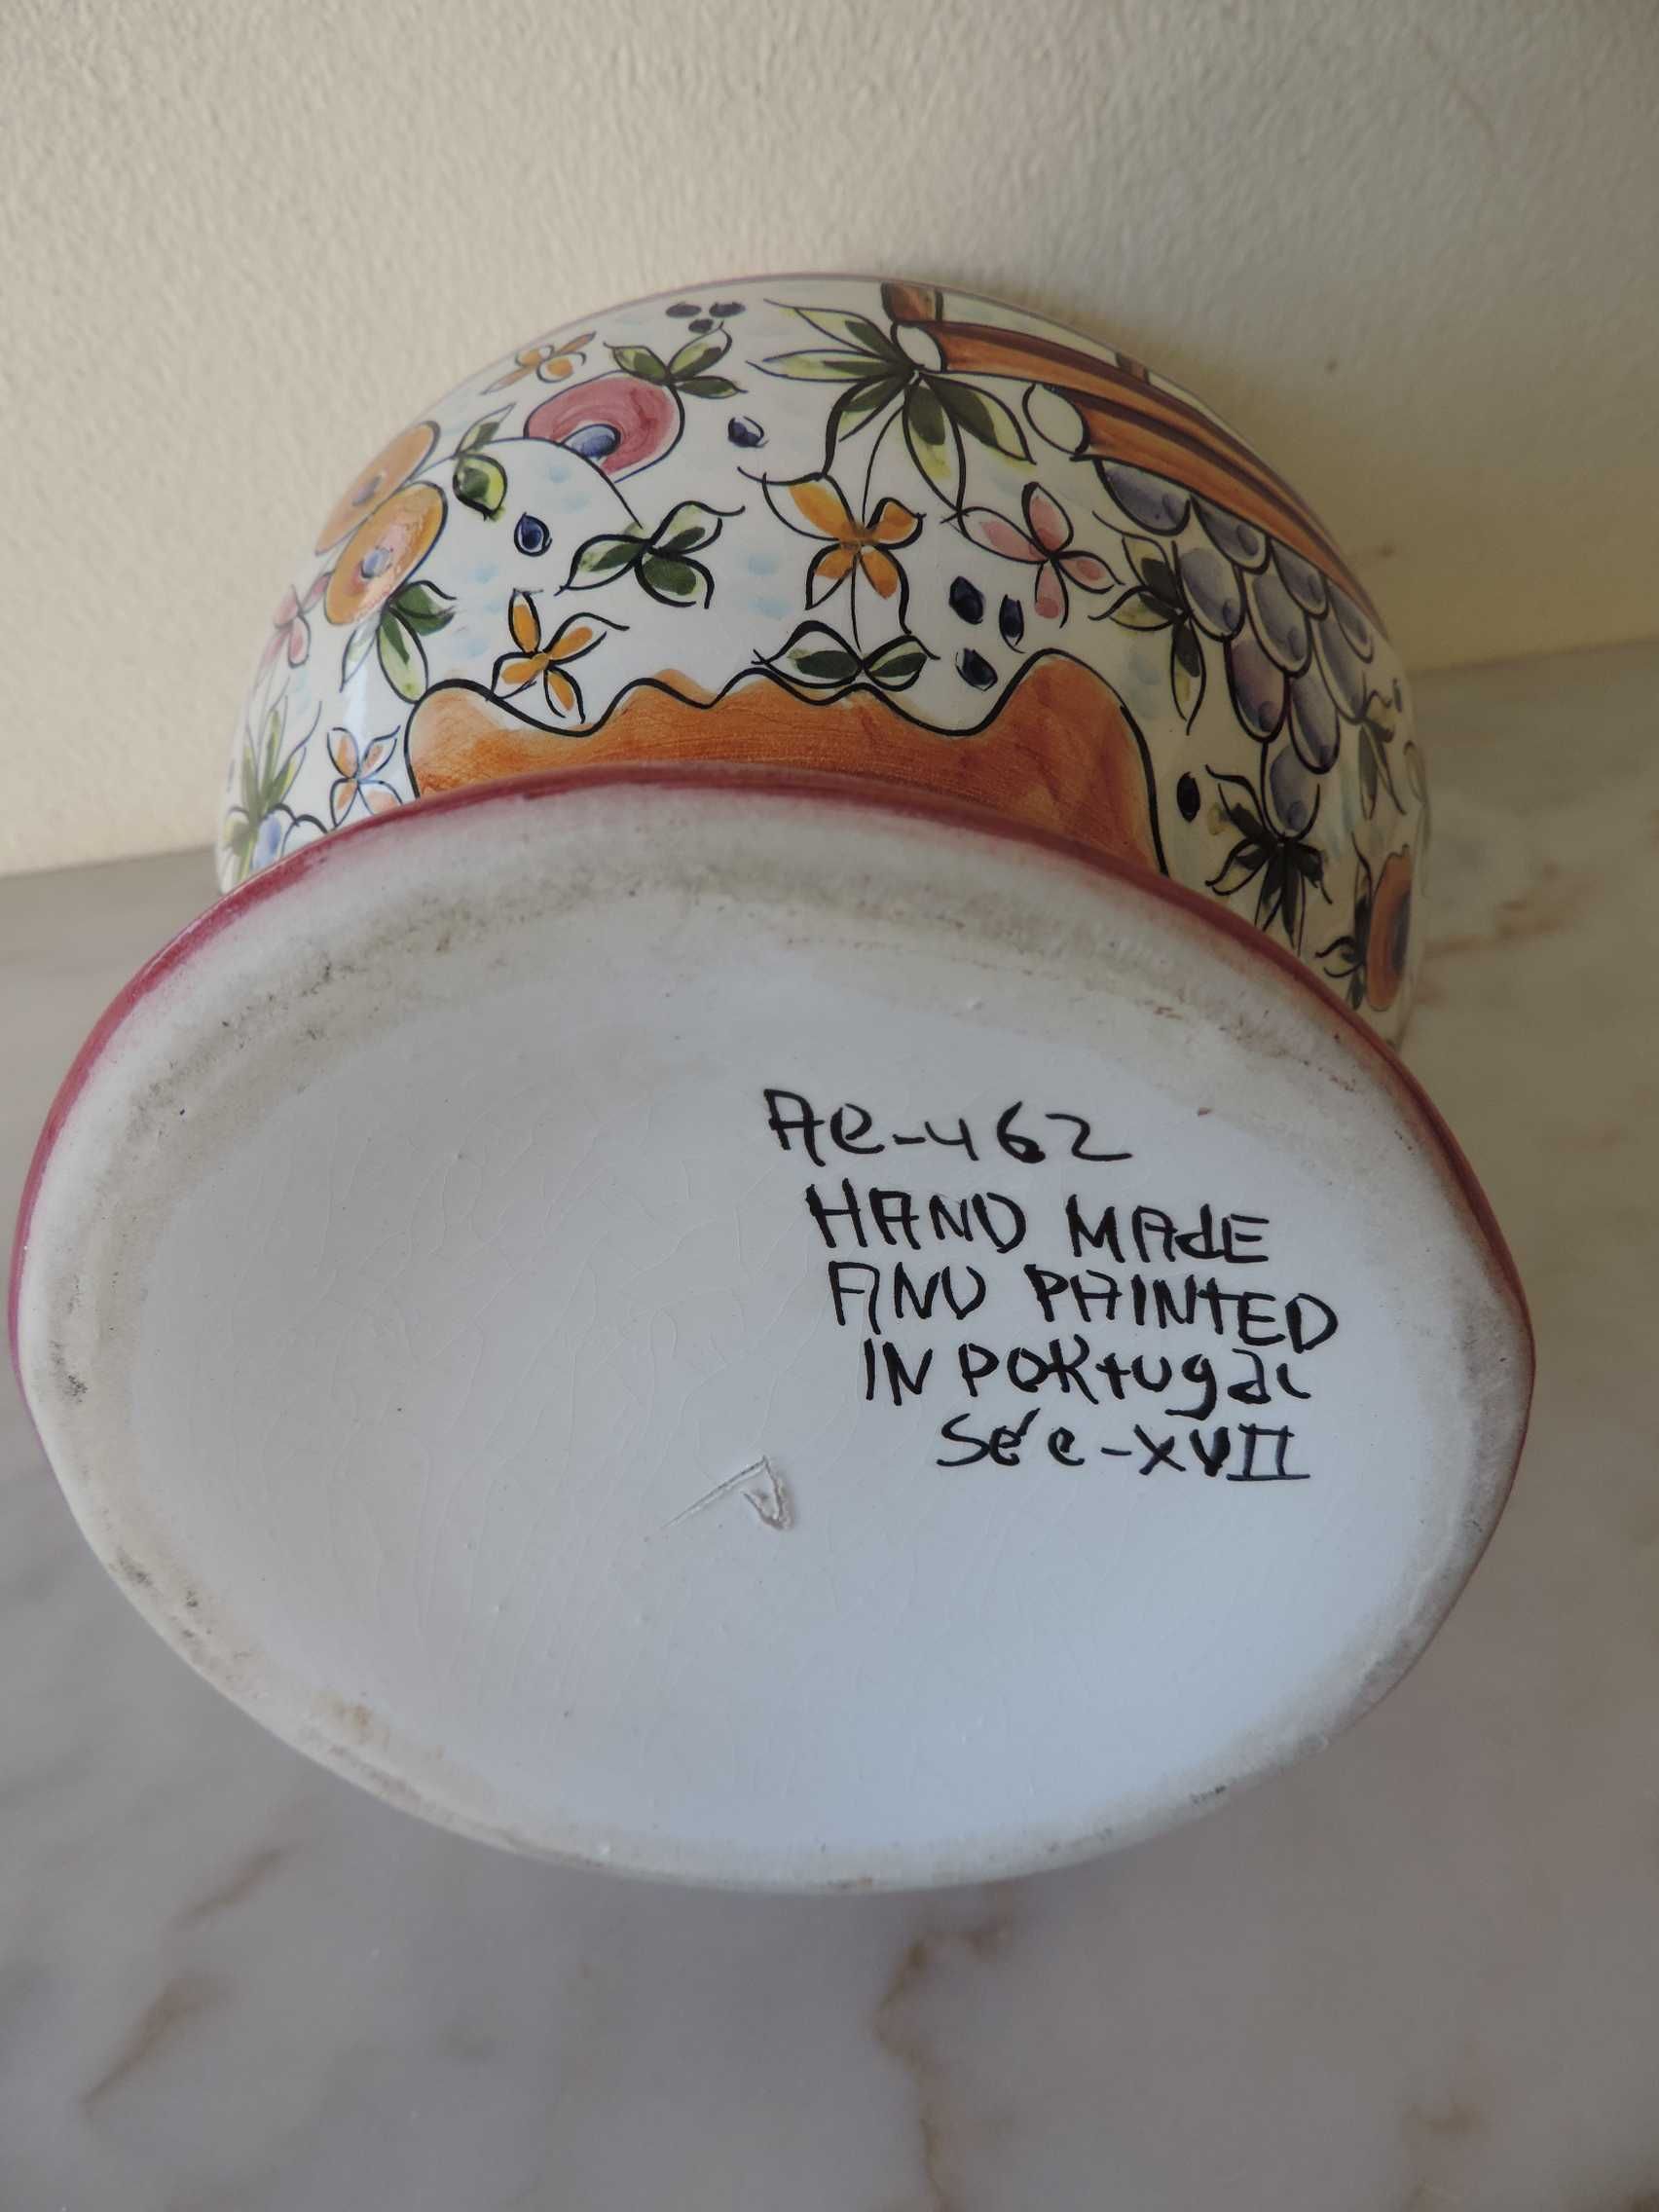 Ae-462
HAND MAdE
AND PAINtED
IN PORtugal
Séc-XVII
P